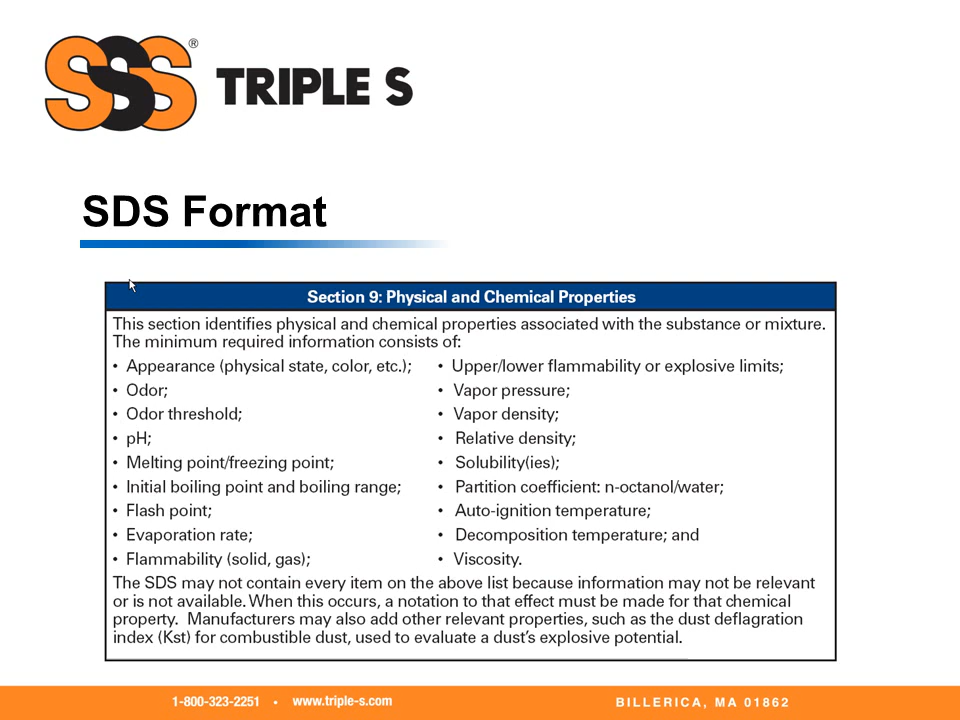 SSS®
TRIPLE S
SDS Format
Section 9: Physical and Chemical Properties
This section identifies physical and chemical properties associated with the substance or mixture.
The minimum required information consists of:
• Appearance (physical state, color, etc.);
• Odor;
• Odor threshold;
• pH;
• Melting point/freezing point;
• Initial boiling point and boiling range;
• Flash point;
• Evaporation rate;
• Flammability (solid, gas);
• Upper/lower flammability or explosive limits;
• Vapor pressure;
• Vapor density;
• Relative density;
• Solubility(ies);
• Partition coefficient: n-octanol/water;
• Auto-ignition temperature;
• Decomposition temperature; and
• Viscosity.
The SDS may not contain every item on the above list because information may not be relevant
or is not available. When this occurs, a notation to that effect must be made for that chemical
property. Manufacturers may also add other relevant properties, such as the dust deflagration
index (Kst) for combustible dust, used to evaluate a dust's explosive potential.
1-800-323-2251 • www.triple-s.com
BILLERICA, MA 01862